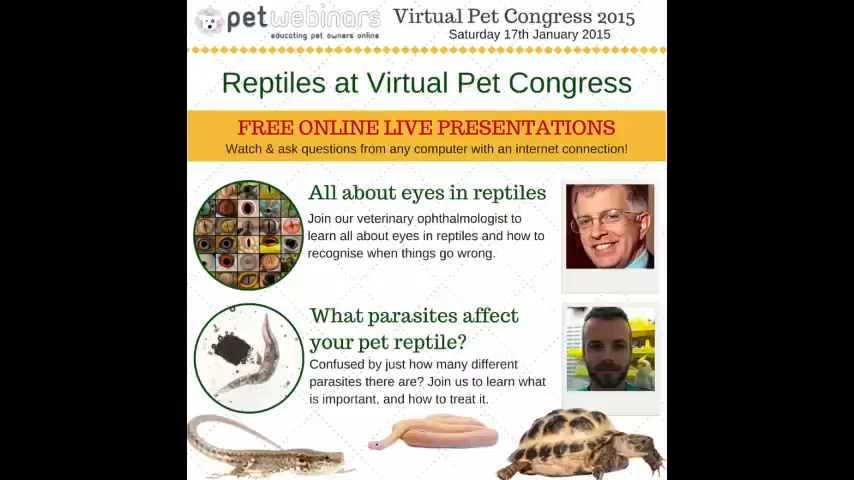 petwebinars
educating pet owners online
Virtual Pet Congress 2015
Saturday 17th January 2015
Reptiles at Virtual Pet Congress
FREE ONLINE LIVE PRESENTATIONS
Watch & ask questions from any computer with an internet connection!
All about eyes in reptiles
Join our veterinary ophthalmologist to
learn all about eyes in reptiles and how to
recognise when things go wrong.
What parasites affect
your pet reptile?
Confused by just how many different
parasites there are? Join us to learn what
is important, and how to treat it.